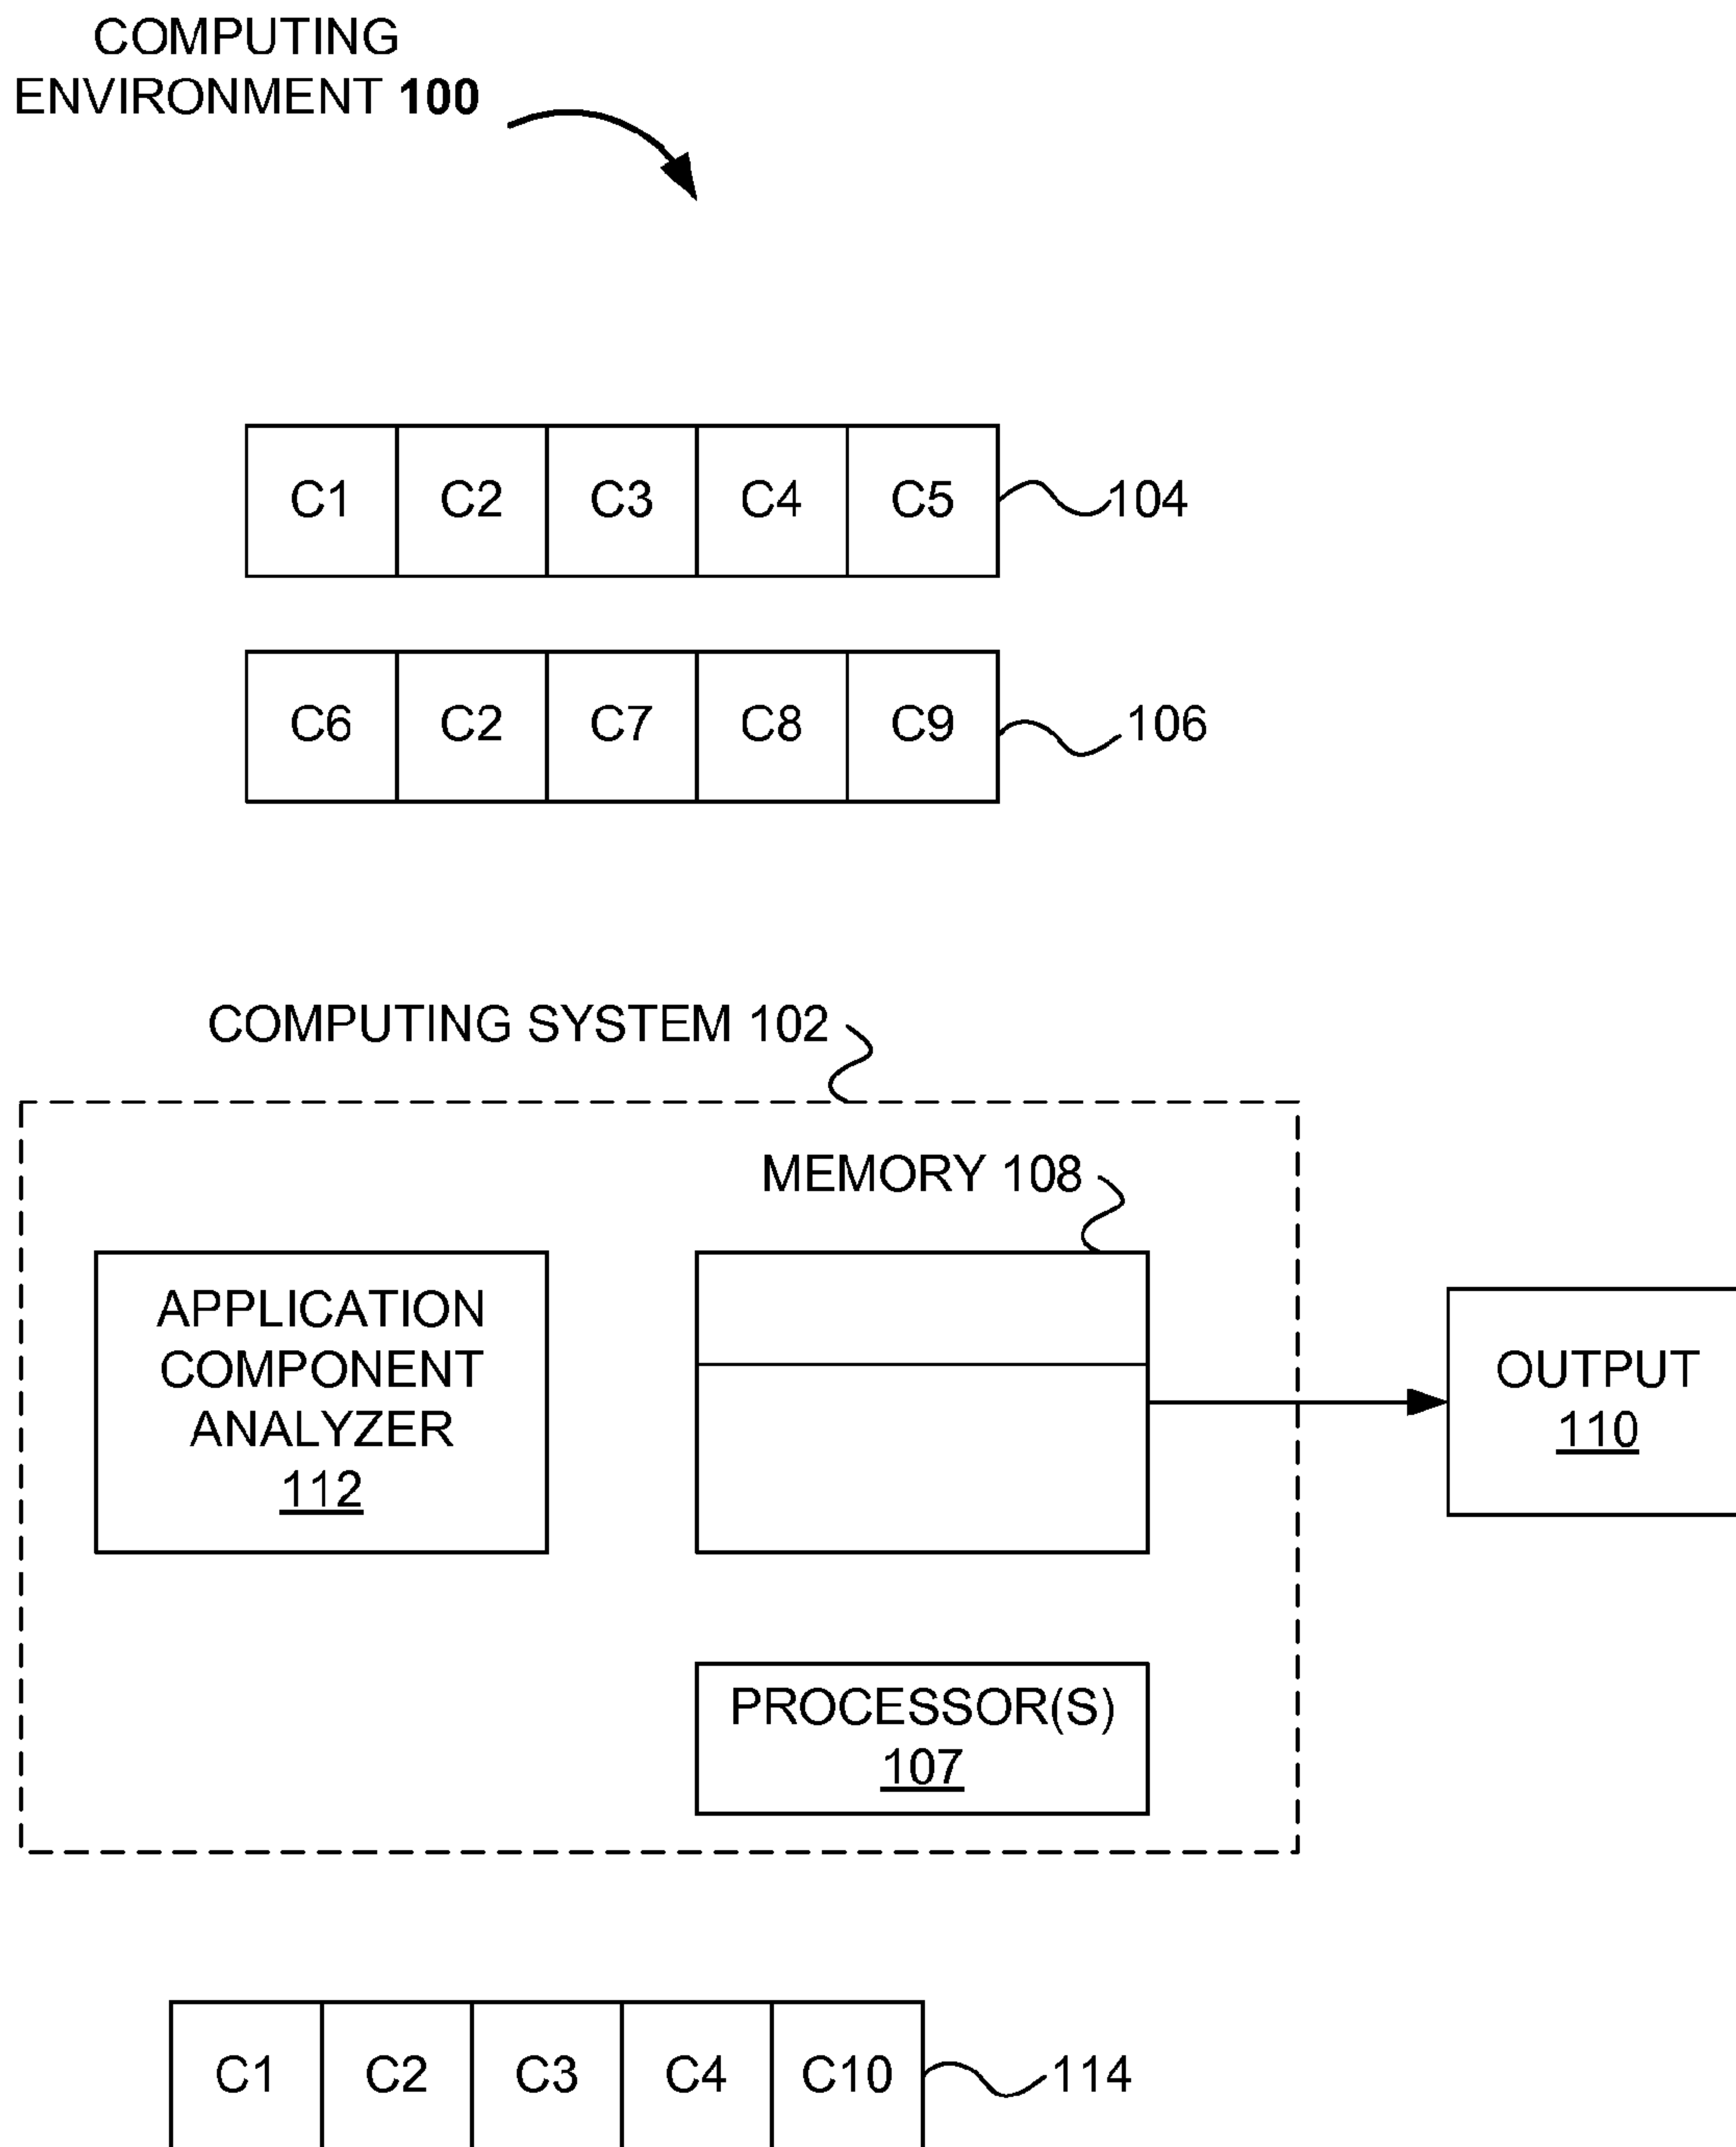 COMPUTING
ENVIRONMENT 100
C1 C2 C3 C4 C5 104
C6 C2 C7 C8 C9 106
COMPUTING SYSTEM 102
MEMORY 108
APPLICATION
COMPONENT
ANALYZER
112
OUTPUT
110
PROCESSOR(S)
107
C1 C2 C3 C4 C10 114